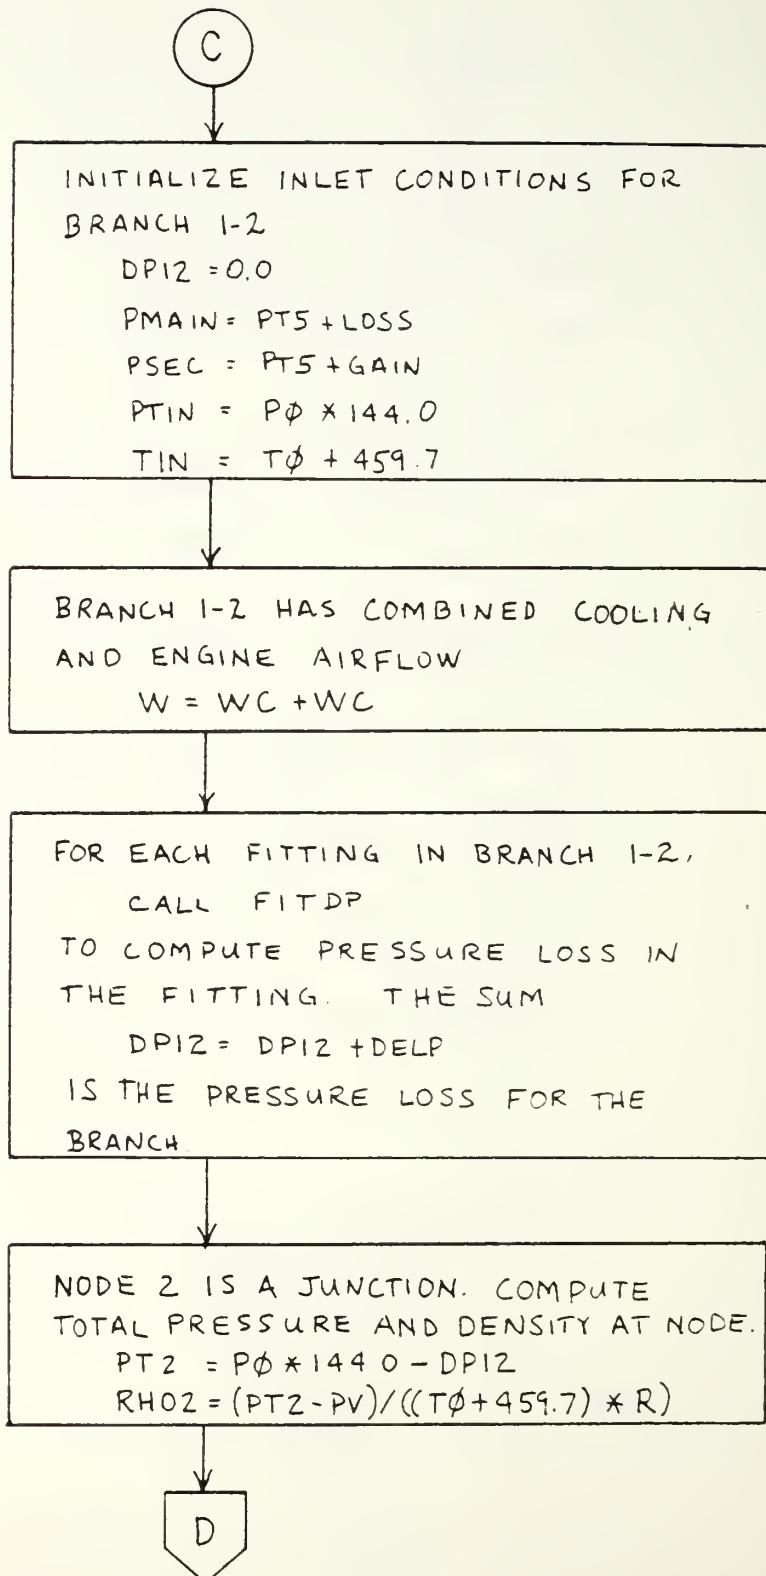 C
INITIALIZE INLET CONDITIONS FOR
BRANCH 1-2
DP12 = 0.0
PMAIN = PT5 + LOSS
PSEC = PT5 + GAIN
PTIN = PØ * 144.0
TIN = TØ + 459.7
BRANCH 1-2 HAS COMBINED COOLING
AND ENGINE AIRFLOW
W = WC + WC
FOR EACH FITTING IN BRANCH 1-2,
CALL FITDP
TO COMPUTE PRESSURE LOSS IN
THE FITTING. THE SUM
DP12 = DP12 + DELP
IS THE PRESSURE LOSS FOR THE
BRANCH
NODE 2 IS A JUNCTION. COMPUTE
TOTAL PRESSURE AND DENSITY AT NODE.
PT2 = PØ * 144 0 - DP12
RHO2 = (PT2 - PV)/((TØ + 459.7) * R)
D